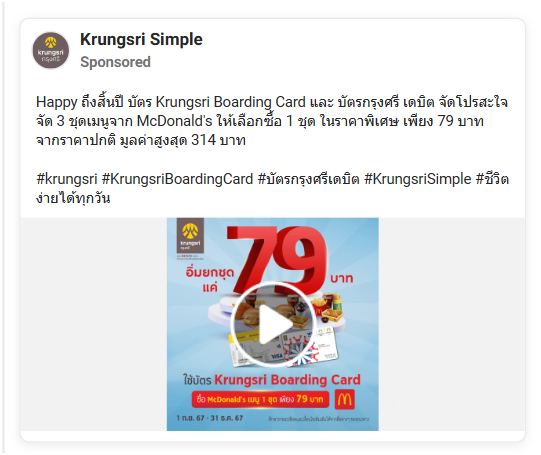 Krungsri Simple
Sponsored
Happy ถึงสิ้นปี บัตร Krungsri Boarding Card และ บัตรกรุงศรี เดบิต จัดโปรสะใจ
จัด 3 ชุดเมนูจาก McDonald's ให้เลือกซื้อ 1 ชุด ในราคาพิเศษ เพียง 79 บาท
จากราคาปกติ มูลค่าสูงสุด 314 บาท
#krungsri #KrungsriBoardingCard #บัตรกรุงศรีเดบิต #KrungsriSimple #ชีวิต
ง่ายได้ทุกวัน
krungsri
กรุงศรี
อิ่มยกชุด
แค่
79
บาท
VISA
ใช้บัตร Krungsri Boarding Card
ซื้อ McDonald's เมนู 1 ชุด เพียง 79 บาท
1 ก.ย. 67 - 31 ธ.ค. 67